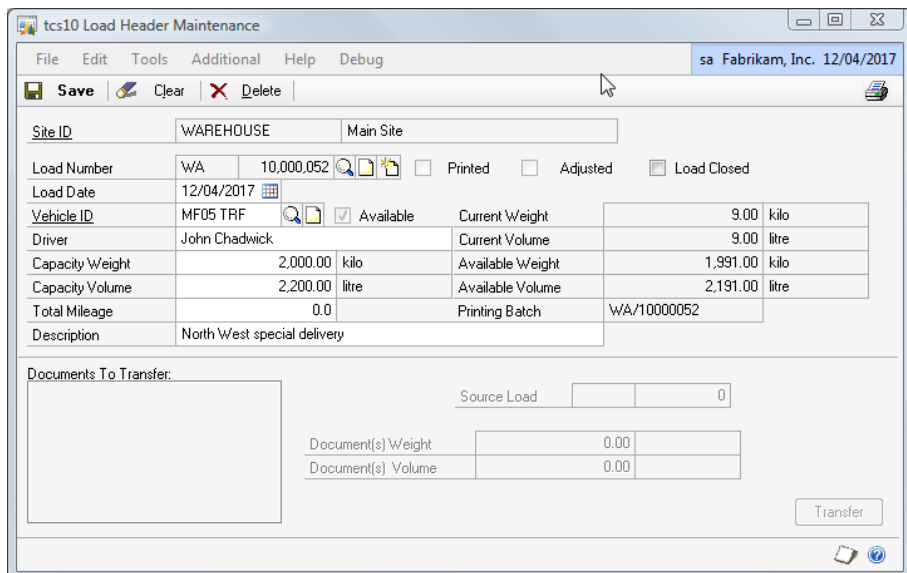 tcs10 Load Header Maintenance
File Edit Tools Additional Help Debug sa Fabrikam, Inc. 12/04/2017
Save Clear Delete
Site ID WAREHOUSE Main Site
Load Number WA 10,000,052 Printed Adjusted Load Closed
Load Date 12/04/2017
Vehicle ID MF05 TRF Available Current Weight 9.00 kilo
Driver John Chadwick Current Volume 9.00 litre
Capacity Weight 2,000.00 kilo Available Weight 1,991.00 kilo
Capacity Volume 2,200.00 litre Available Volume 2,191.00 litre
Total Mileage 0.0 Printing Batch WA/10000052
Description North West special delivery
Documents To Transfer:
Source Load 0
Document(s) Weight 0.00
Document(s) Volume 0.00
Transfer